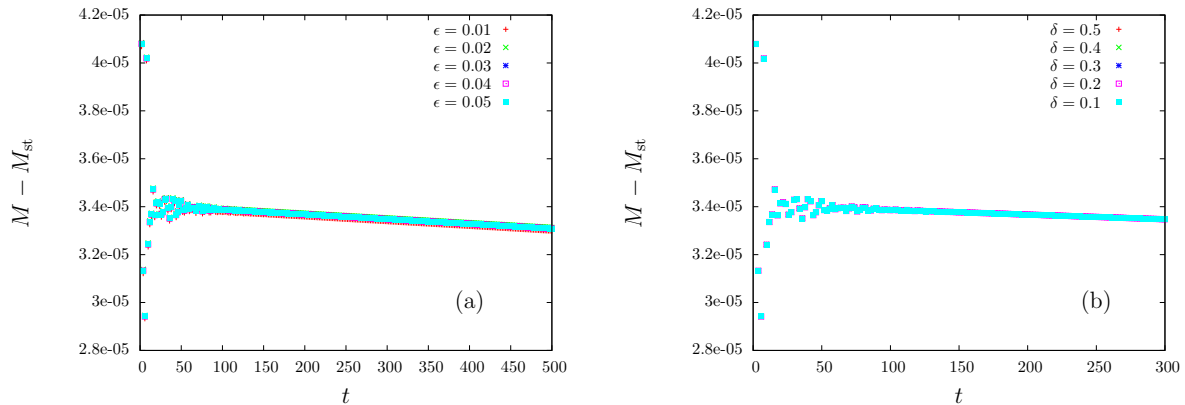 4.2e-05
4e-05
3.8e-05
3.6e-05
3.4e-05
3.2e-05
3e-05
2.8e-05
M − M_st
0 50 100 150 200 250 300 350 400 450 500
t
ϵ = 0.01
ϵ = 0.02
ϵ = 0.03
ϵ = 0.04
ϵ = 0.05
(a)
4.2e-05
4e-05
3.8e-05
3.6e-05
3.4e-05
3.2e-05
3e-05
2.8e-05
M − M_st
0 50 100 150 200 250 300
t
δ = 0.5
δ = 0.4
δ = 0.3
δ = 0.2
δ = 0.1
(b)